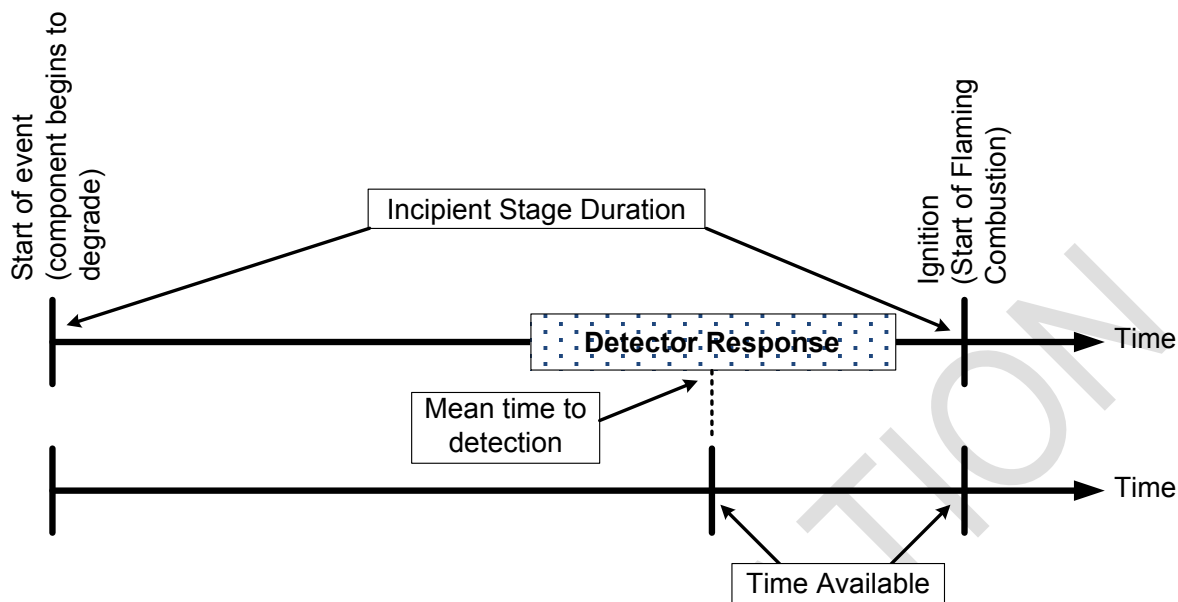 Start of event
(component begins to
degrade)
Incipient Stage Duration
Ignition
(Start of Flaming
Combustion)
Detector Response
Time
Mean time to
detection
Time
Time Available
TION